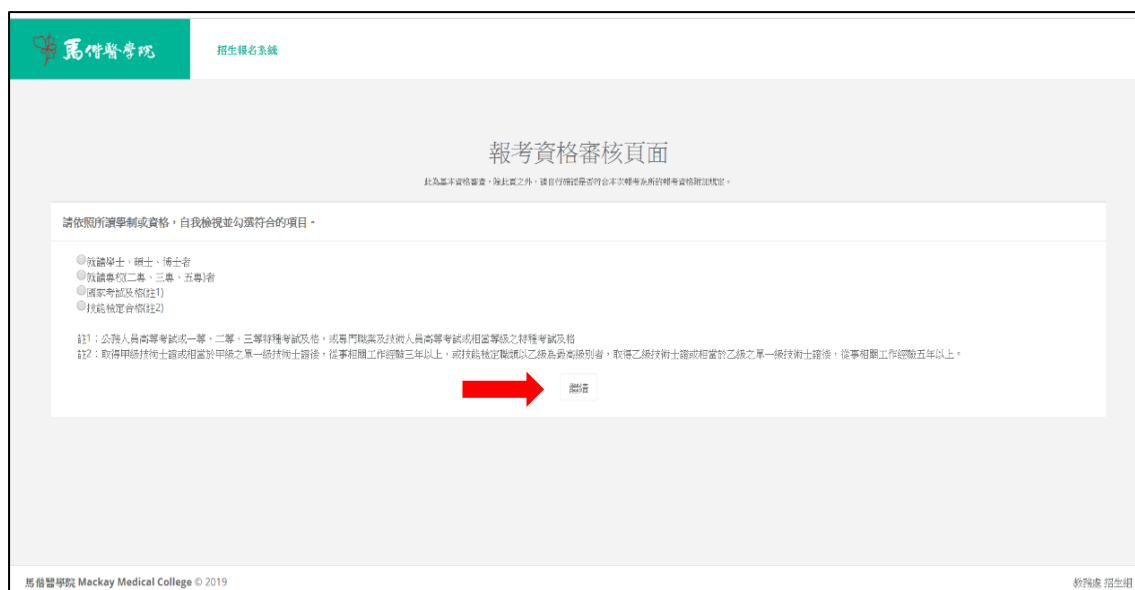 馬偕醫學院
招生報名系統
報考資格審核頁面
此為基本資格審查，除此頁之外，請自行確認是否符合本次報考系所的報考資格附加規定。
請依照所讀學制或資格，自我檢視並勾選符合的項目。
就讀學士、碩士、博士者
就讀專校(二專、三專、五專)者
國家考試及格(註1)
技能檢定合格(註2)
註1：公務人員高等考試或一等、二等、三等特種考試及格，或專門職業及技術人員高等考試或相當等級之特種考試及格
註2：取得甲級技術士證或相當於甲級之單一級技術士證後，從事相關工作經驗三年以上，或技能檢定職類以乙級為最高級別者，取得乙級技術士證或相當於乙級之單一級技術士證後，從事相關工作經驗五年以上。
繼續
馬偕醫學院 Mackay Medical College © 2019
教務處 招生組